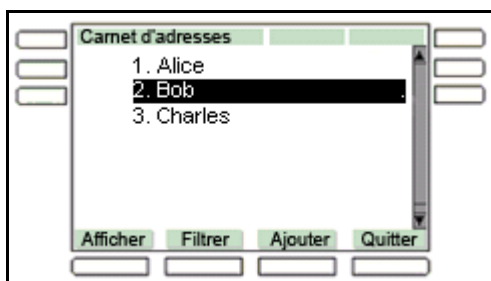 Carnet d'adresses
1. Alice
2. Bob .
3. Charles
Afficher Filtrer Ajouter Quitter